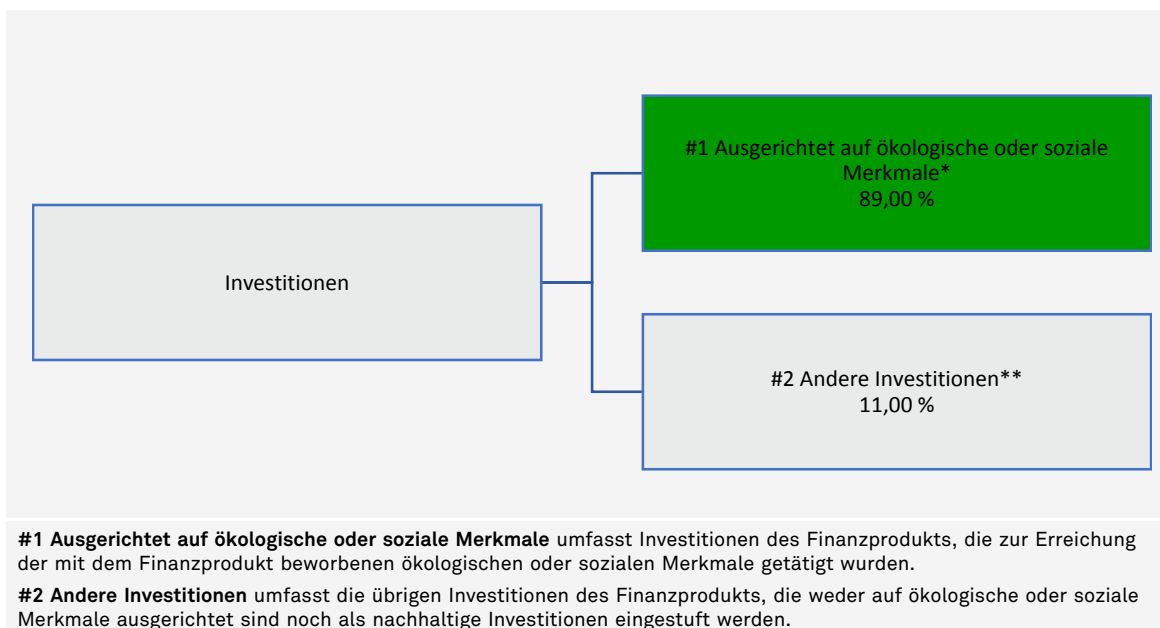 #1 Ausgerichtet auf ökologische oder soziale
Merkmale*
89,00 %
Investitionen
#2 Andere Investitionen**
11,00 %
#1 Ausgerichtet auf ökologische oder soziale Merkmale umfasst Investitionen des Finanzprodukts, die zur Erreichung
der mit dem Finanzprodukt beworbenen ökologischen oder sozialen Merkmale getätigt wurden.
#2 Andere Investitionen umfasst die übrigen Investitionen des Finanzprodukts, die weder auf ökologische oder soziale
Merkmale ausgerichtet sind noch als nachhaltige Investitionen eingestuft werden.